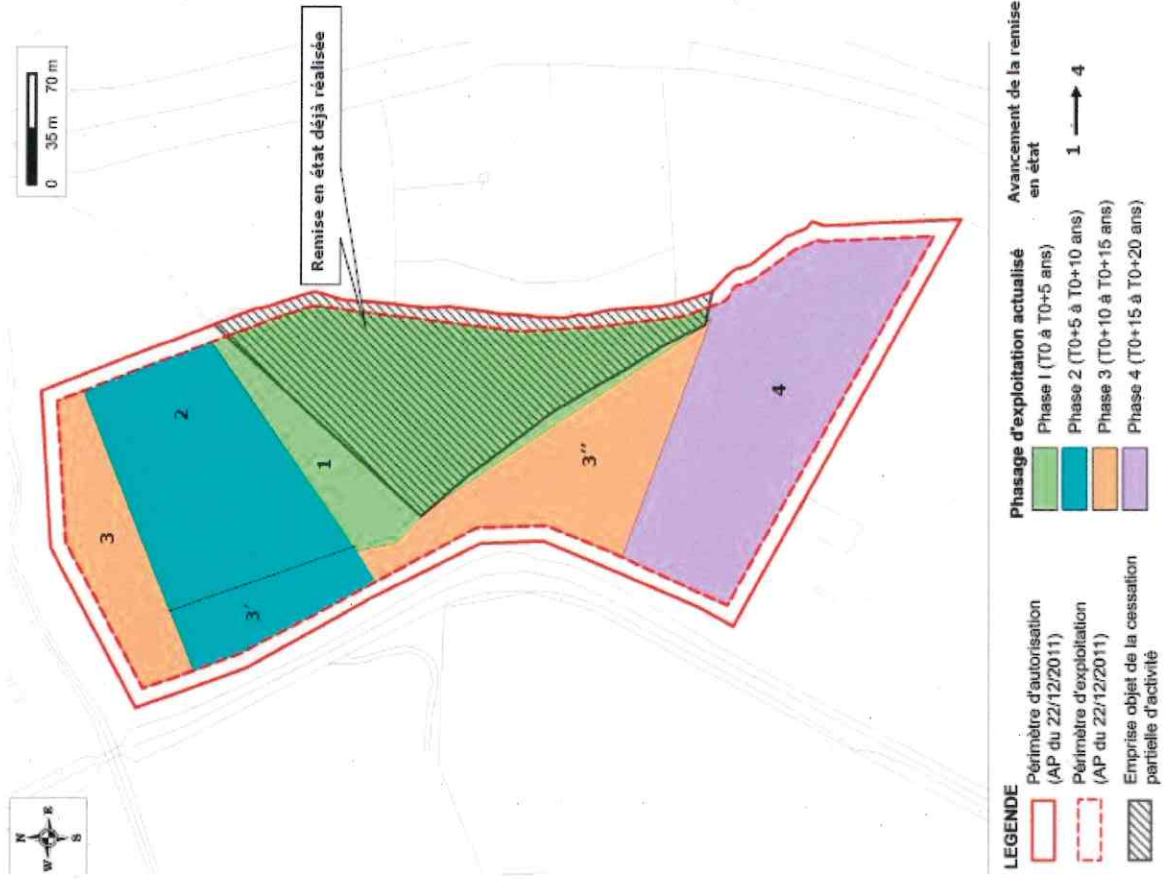 N
W E
S
0 35 m 70 m
Remise en état déjà réalisée
3
2
3'
1
3''
4
LEGENDE
Périmètre d'autorisation
(AP du 22/12/2011)
Périmètre d'exploitation
(AP du 22/12/2011)
Emprise objet de la cessation
partielle d'activité
Phasage d'exploitation actualisé
Phase I (T0 à T0+5 ans)
Phase 2 (T0+5 à T0+10 ans)
Phase 3 (T0+10 à T0+15 ans)
Phase 4 (T0+15 à T0+20 ans)
Avancement de la remise
en état
1 → 4